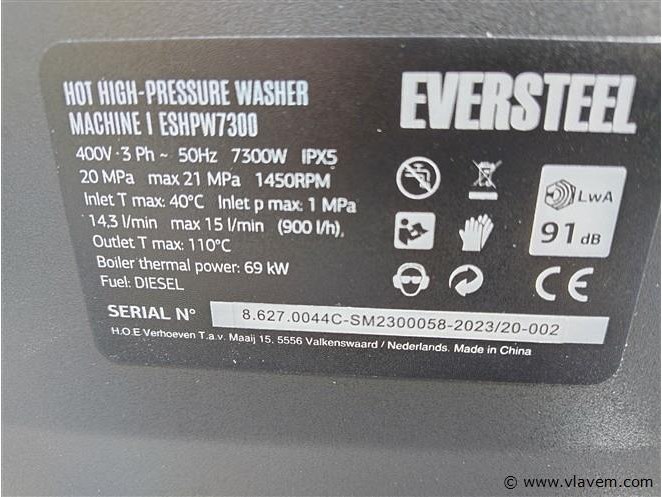 HOT HIGH-PRESSURE WASHER
MACHINE I ESHPW7300
EVERSTEEL
400V·3 Ph ~ 50Hz 7300W IPX5
20 MPa max 21 MPa 1450RPM
Inlet T max: 40°C Inlet p max: 1 MPa
14,3 l/min max 15 l/min (900 l/h),
Outlet T max: 110°C
Boiler thermal power: 69 kW
Fuel: DIESEL
LwA
91 dB
CE
SERIAL N° 8.627.0044C-SM2300058-2023/20-002
H.O.E Verhoeven T.a.v. Maaij 15. 5556 Valkenswaard / Nederlands. Made in China
© www.vlavem.com